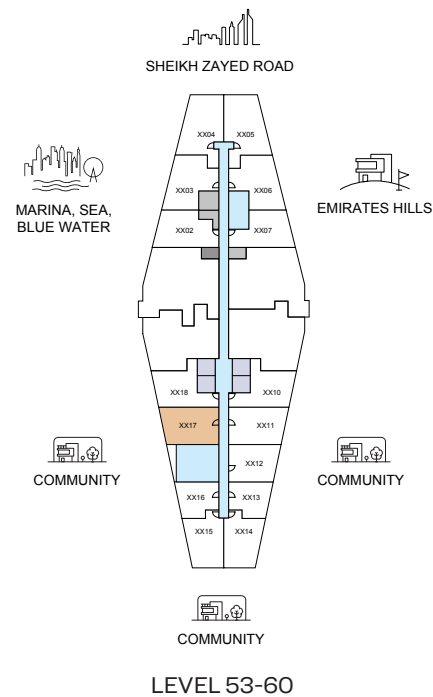 SHEIKH ZAYED ROAD
XX04 XX05
MARINA, SEA,
BLUE WATER
XX03 XX06
EMIRATES HILLS
XX02 XX07
XX18 XX10
XX17 XX11
COMMUNITY
XX12
COMMUNITY
XX16 XX13
XX15 XX14
COMMUNITY
LEVEL 53-60